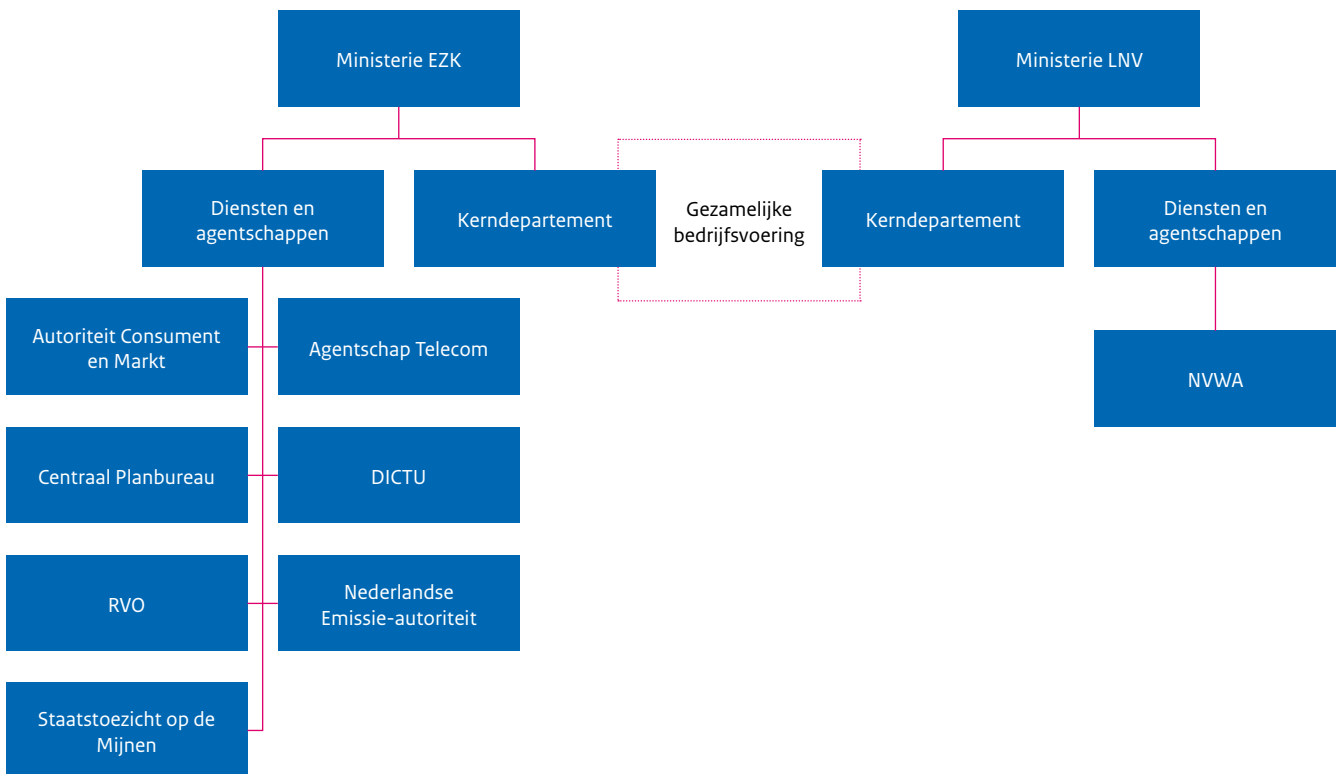 Ministerie EZK
Ministerie LNV
Diensten en
agentschappen
Kerndepartement
Gezamelijke
bedrijfsvoering
Kerndepartement
Diensten en
agentschappen
Autoriteit Consument
en Markt
Agentschap Telecom
NVWA
Centraal Planbureau
DICTU
RVO
Nederlandse
Emissie-autoriteit
Staatstoezicht op de
Mijnen